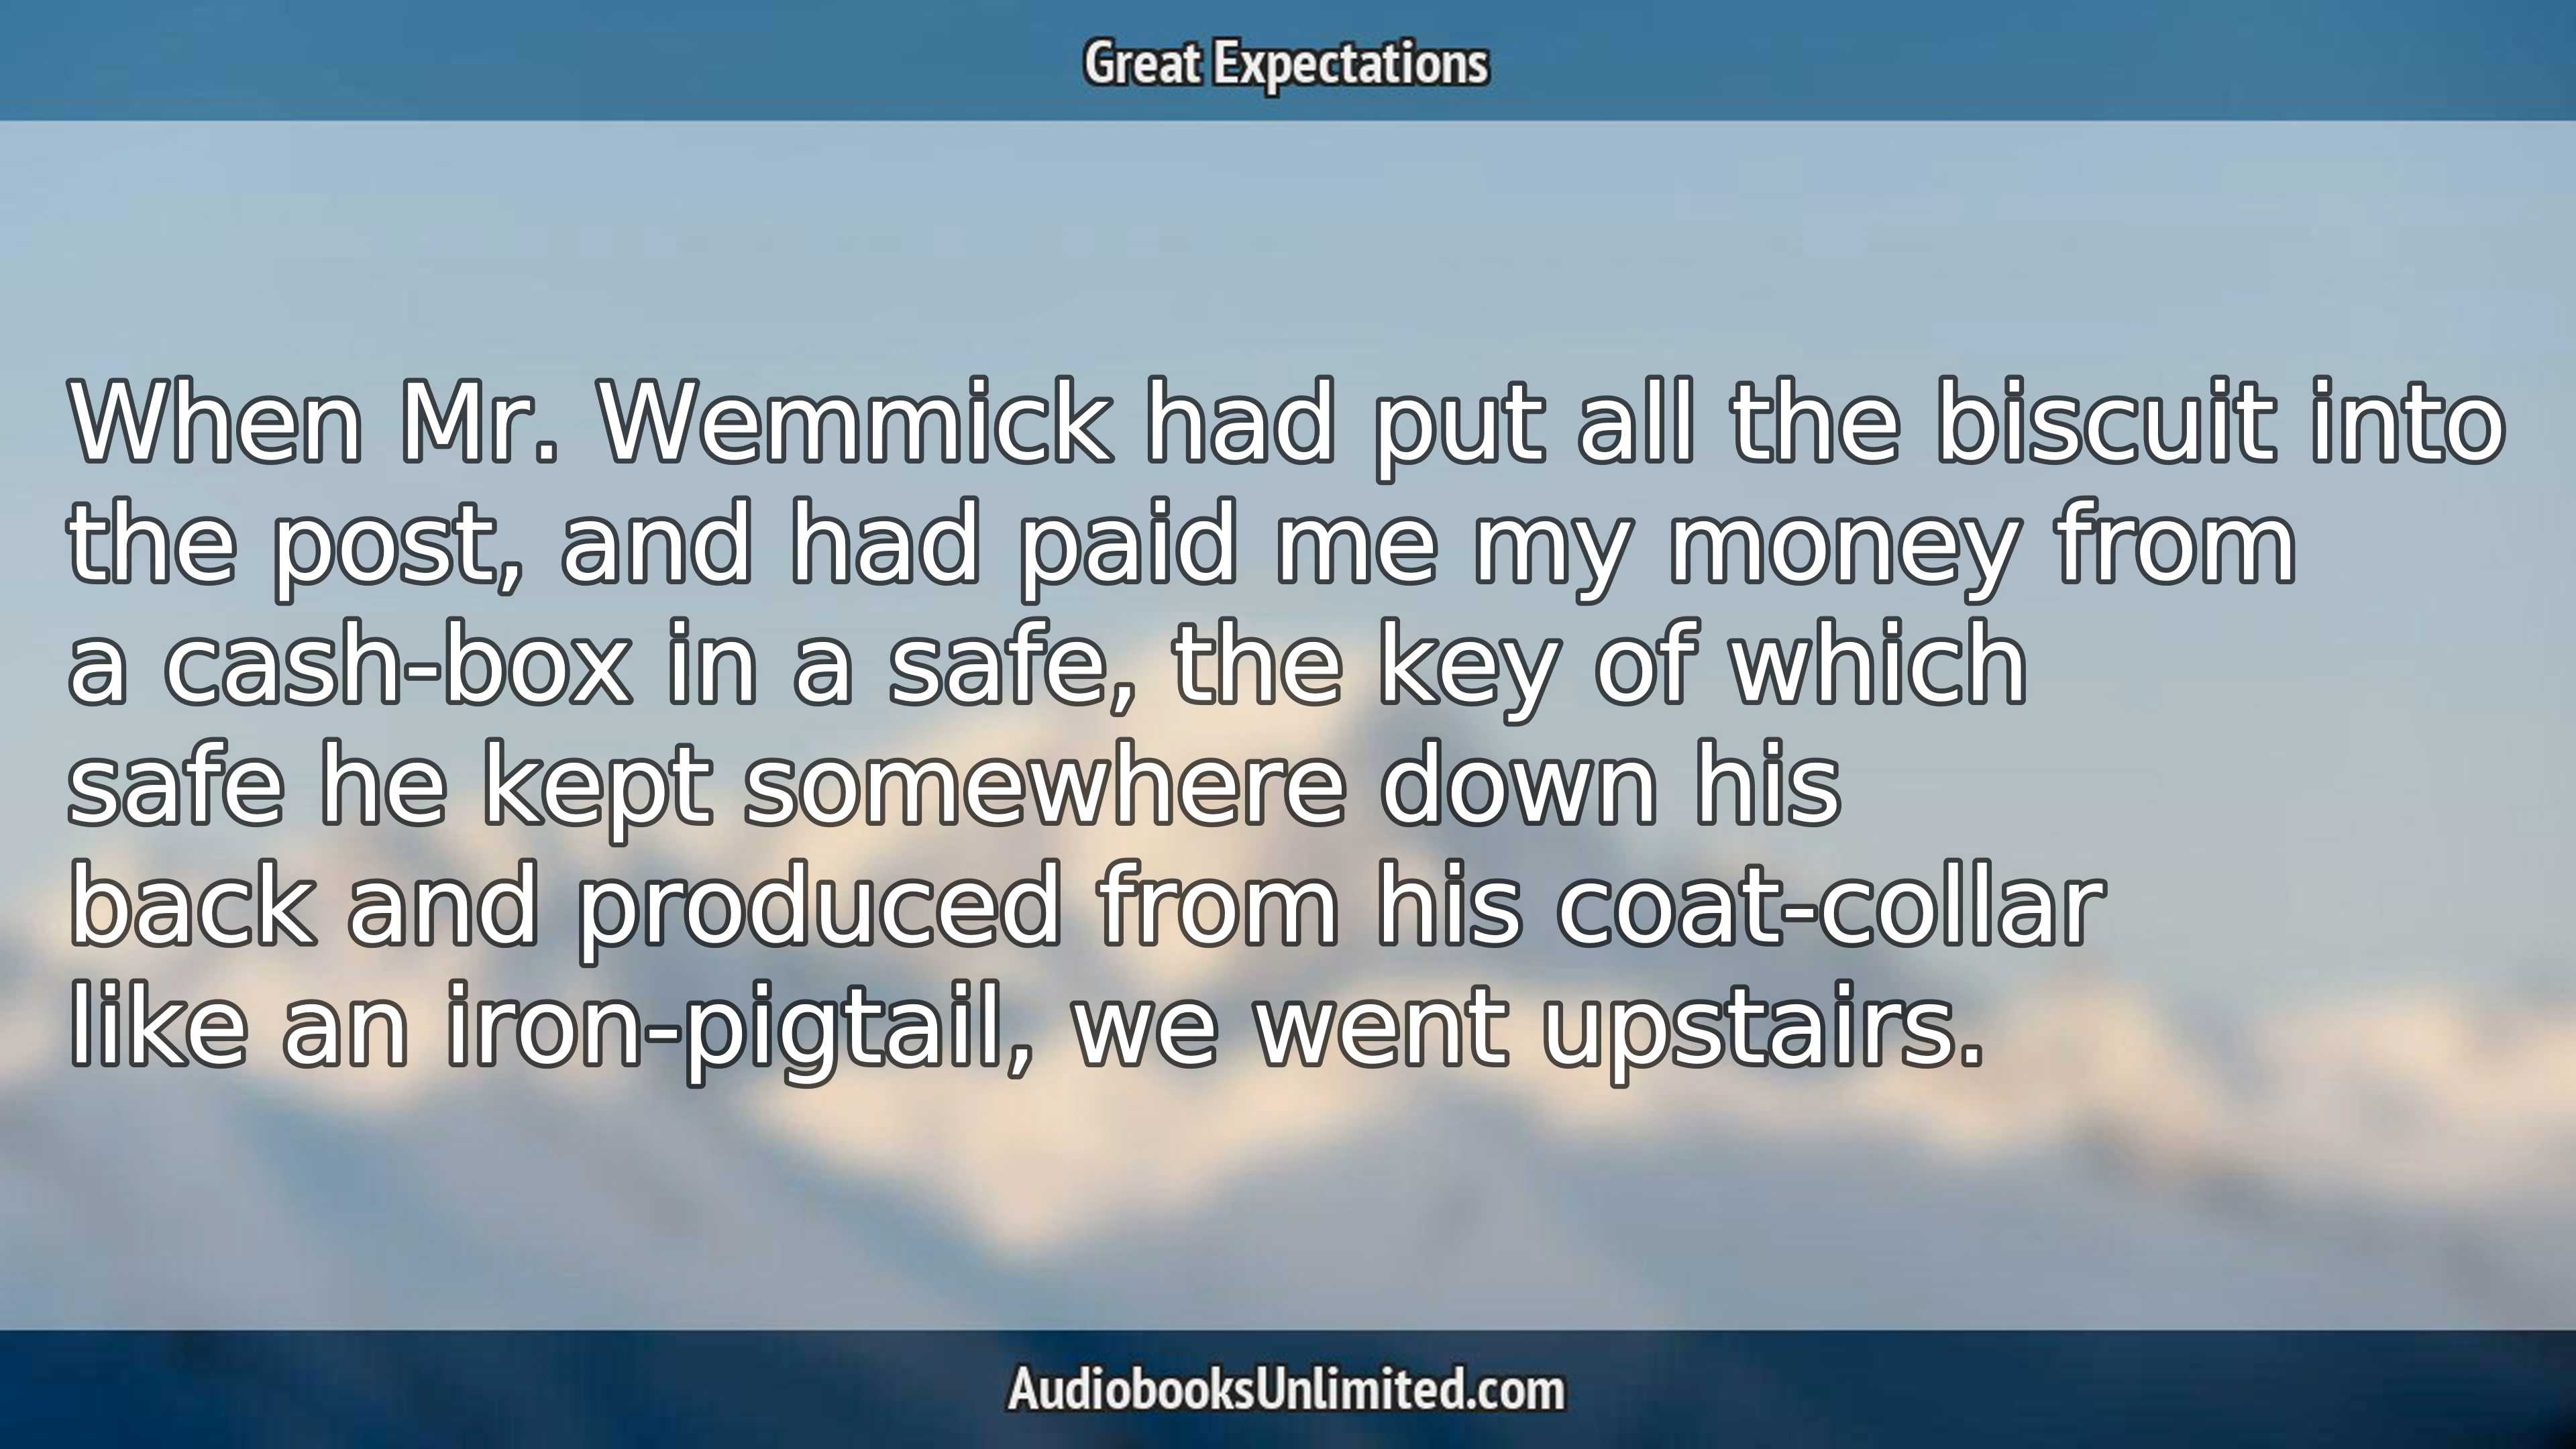 Great Expectations
When Mr. Wemmick had put all the biscuit into
the post, and had paid me my money from
a cash-box in a safe, the key of which
safe he kept somewhere down his
back and produced from his coat-collar
like an iron-pigtail, we went upstairs.
AudiobooksUnlimited.com